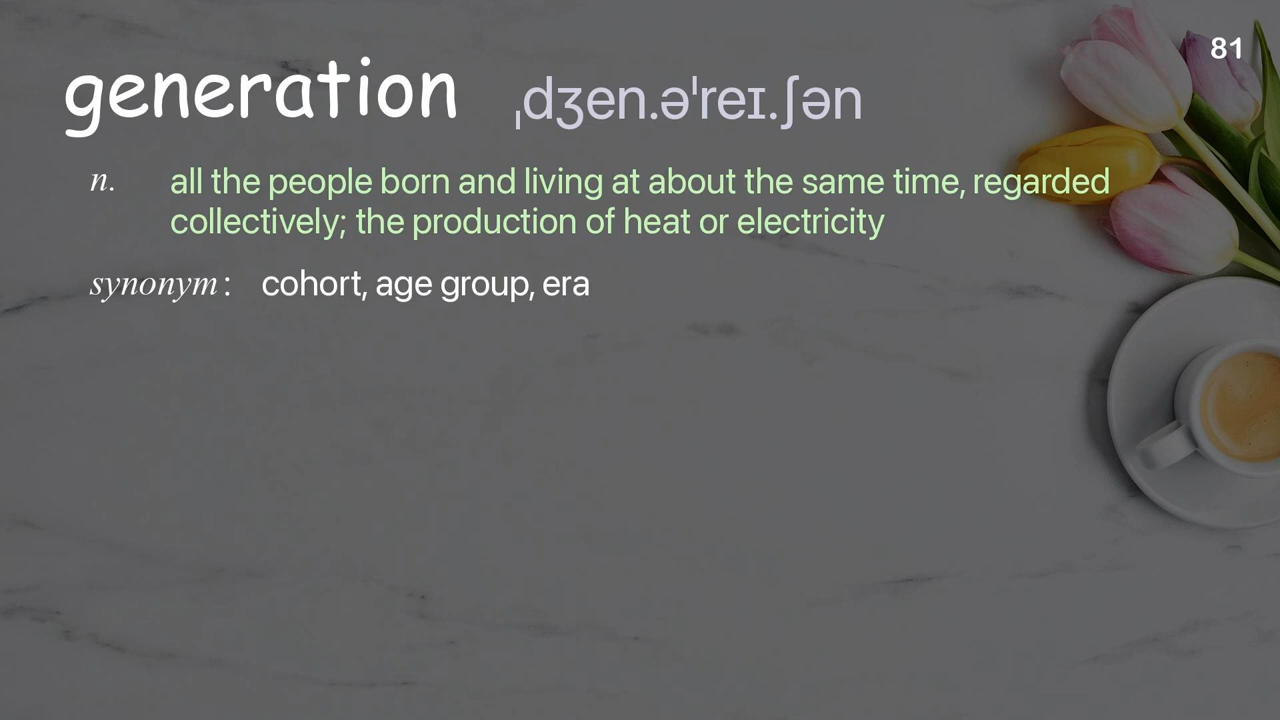 81
generation ˌdʒen.əˈreɪ.ʃən
n. all the people born and living at about the same time, regarded
collectively; the production of heat or electricity
synonym: cohort, age group, era